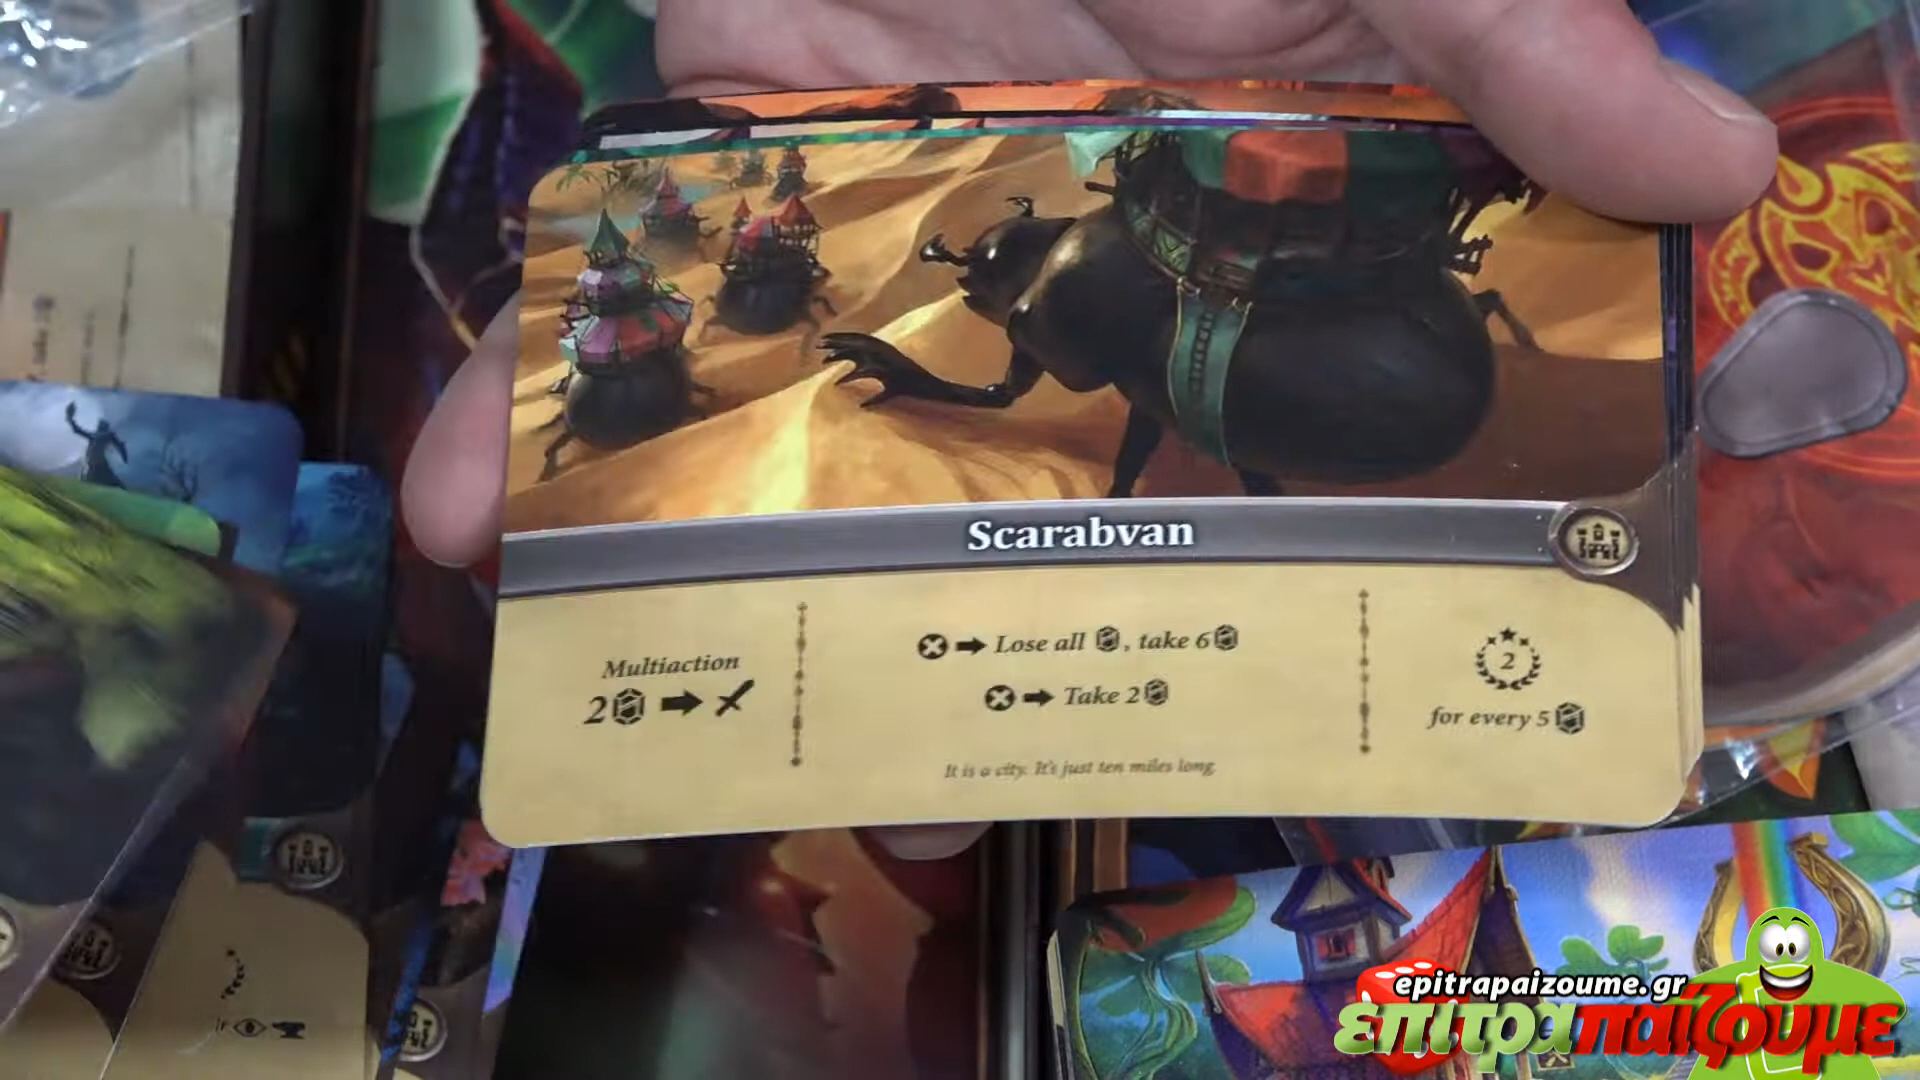 Scarabvan
Multiaction
2
Lose all , take 6
Take 2
It is a city. It's just ten miles long.
2
for every 5
epitrapaizoume.gr
επιτραπαίζουμε